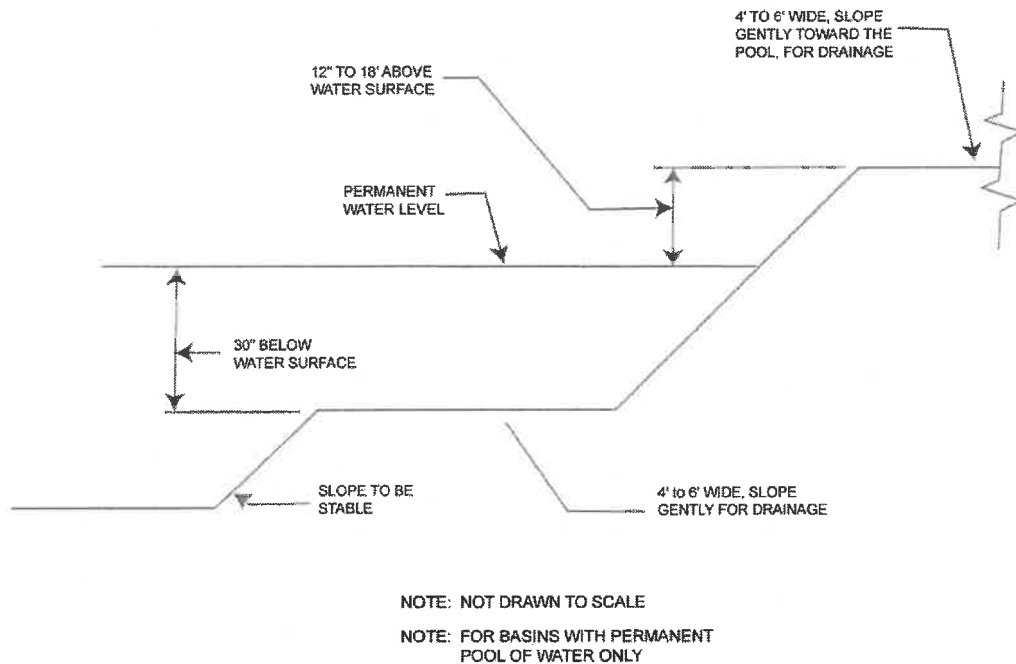 4' TO 6' WIDE, SLOPE
GENTLY TOWARD THE
POOL, FOR DRAINAGE
12" TO 18' ABOVE
WATER SURFACE
PERMANENT
WATER LEVEL
30" BELOW
WATER SURFACE
SLOPE TO BE
STABLE
4' to 6' WIDE, SLOPE
GENTLY FOR DRAINAGE
NOTE: NOT DRAWN TO SCALE
NOTE: FOR BASINS WITH PERMANENT
POOL OF WATER ONLY